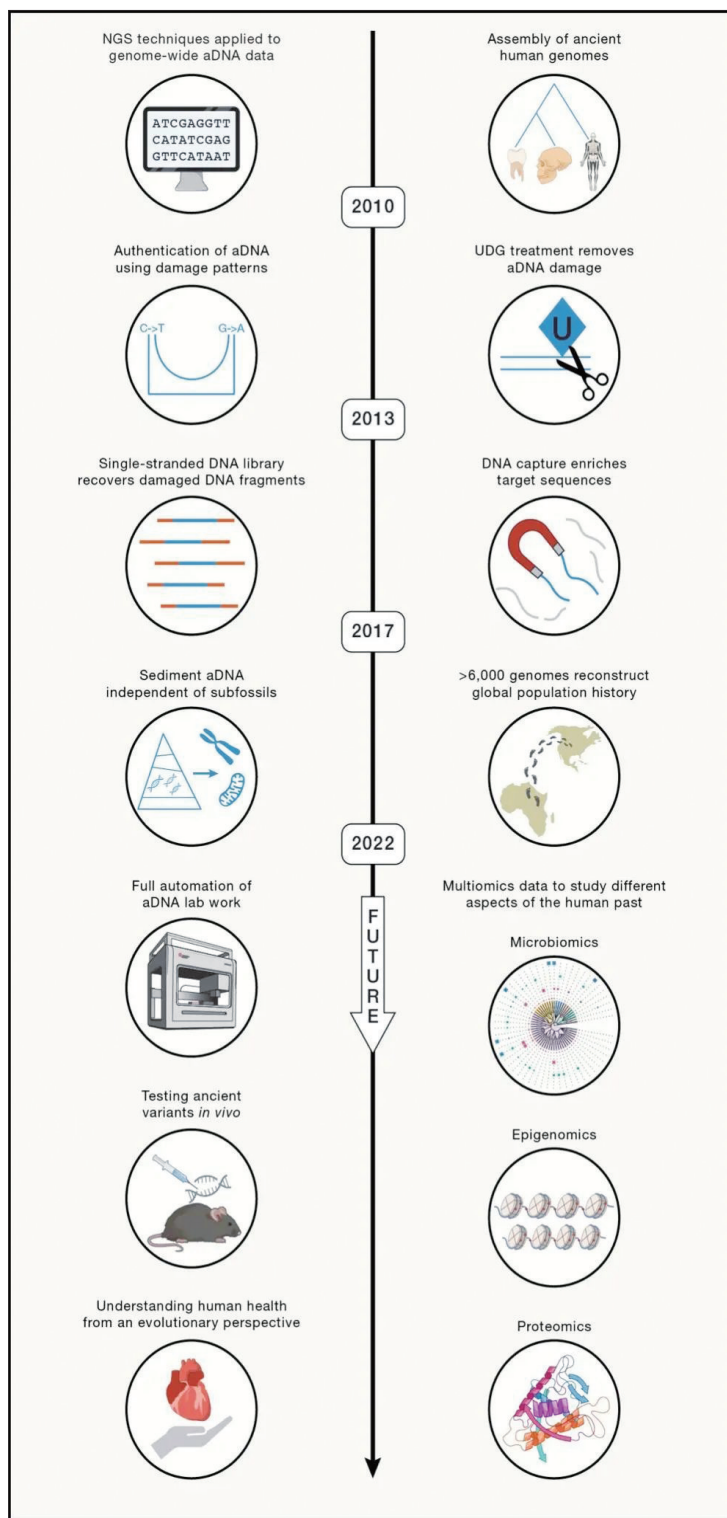 NGS techniques applied to
genome-wide aDNA data
ATCGAGGTT
CATATCGAG
GTTCATAAT
Assembly of ancient
human genomes
2010
Authentication of aDNA
using damage patterns
C->T
G->A
UDG treatment removes
aDNA damage
U
2013
Single-stranded DNA library
recovers damaged DNA fragments
DNA capture enriches
target sequences
2017
Sediment aDNA
independent of subfossils
>6,000 genomes reconstruct
global population history
2022
FUTURE
Full automation of
aDNA lab work
Multiomics data to study different
aspects of the human past
Microbiomics
Testing ancient
variants in vivo
Epigenomics
Understanding human health
from an evolutionary perspective
Proteomics